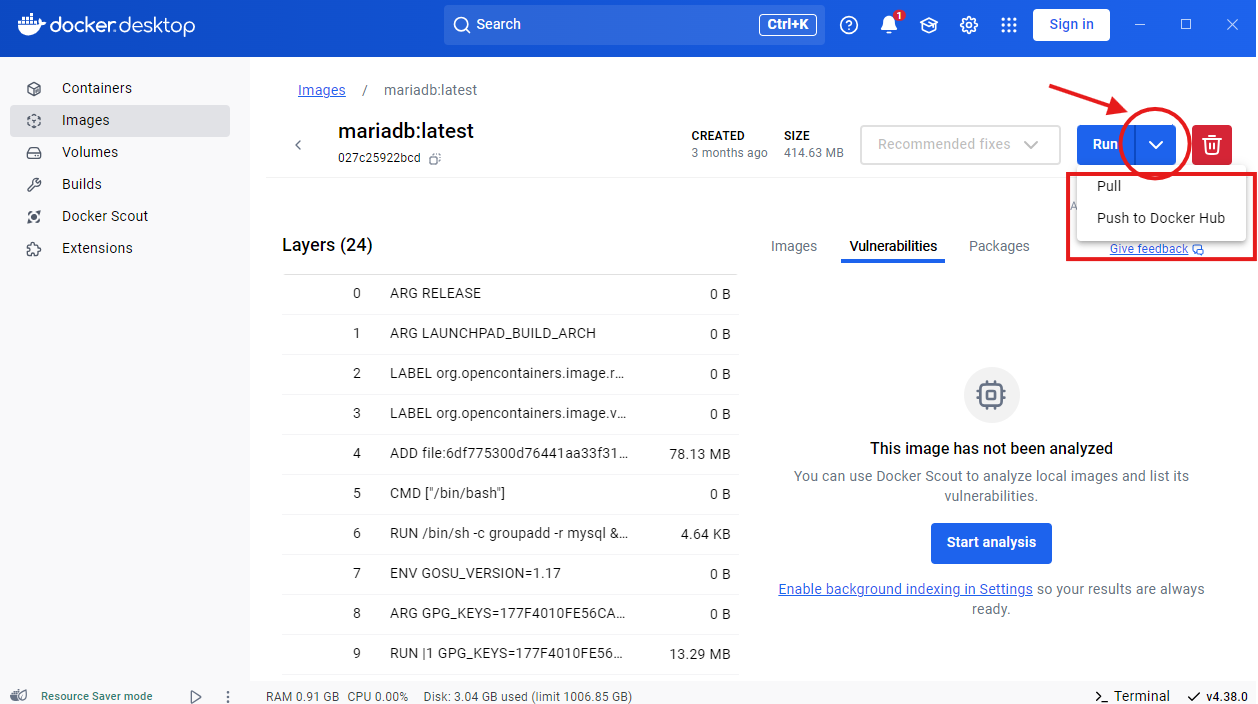 docker.desktop
Search
Ctrl+K
1
Sign in
Containers
Images
Volumes
Builds
Docker Scout
Extensions
Images / mariadb:latest
mariadb:latest
027c25922bcd
CREATED
3 months ago
SIZE
414.63 MB
Recommended fixes
Run
Pull
Push to Docker Hub
A
Give feedback
Layers (24)
Images
Vulnerabilities
Packages
0 ARG RELEASE 0 B
1 ARG LAUNCHPAD_BUILD_ARCH 0 B
2 LABEL org.opencontainers.image.r... 0 B
3 LABEL org.opencontainers.image.v... 0 B
4 ADD file:6df775300d76441aa33f31... 78.13 MB
5 CMD ["/bin/bash"] 0 B
6 RUN /bin/sh -c groupadd -r mysql &... 4.64 KB
7 ENV GOSU_VERSION=1.17 0 B
8 ARG GPG_KEYS=177F4010FE56CA... 0 B
9 RUN |1 GPG_KEYS=177F4010FE56... 13.29 MB
This image has not been analyzed
You can use Docker Scout to analyze local images and list its
vulnerabilities.
Start analysis
Enable background indexing in Settings so your results are always
ready.
Resource Saver mode
RAM 0.91 GB CPU 0.00% Disk: 3.04 GB used (limit 1006.85 GB)
>_ Terminal
v4.38.0